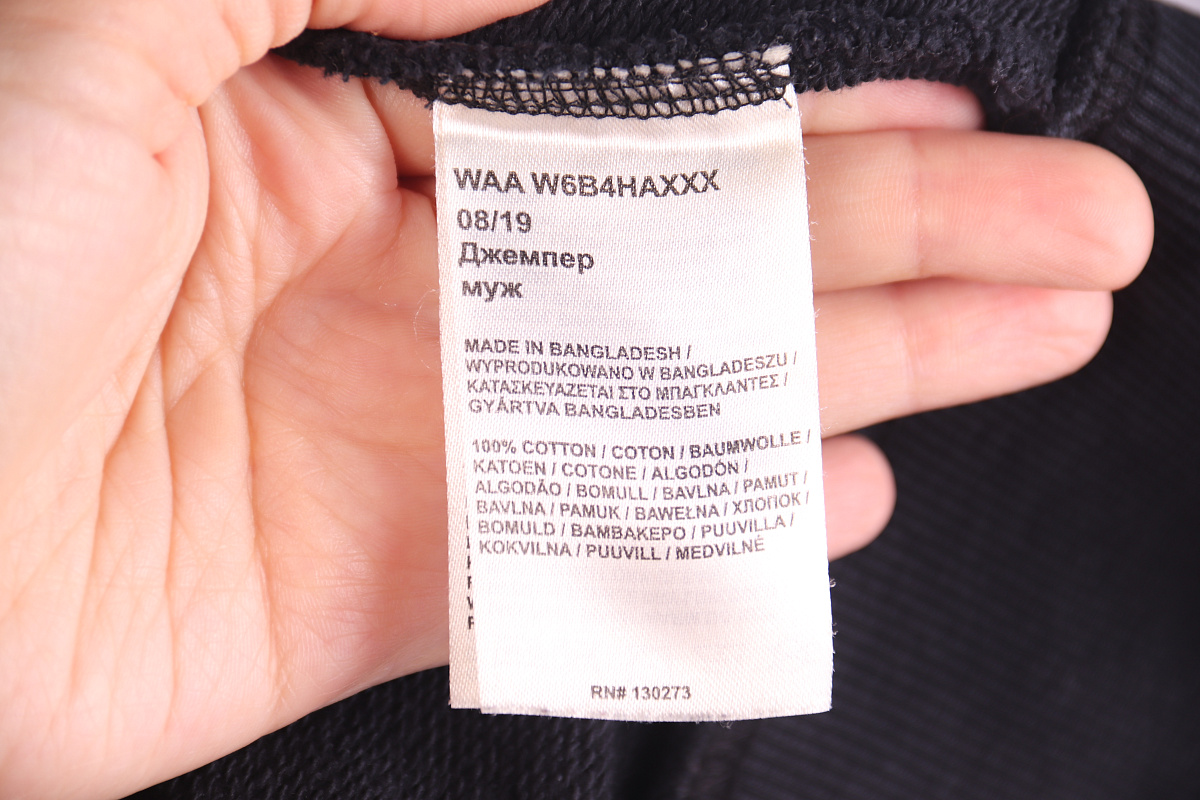 WAA W6B4HAXXX
08/19
Джемпер
муж
MADE IN BANGLADESH /
WYPRODUKOWANO W BANGLADESZU /
ΚΑΤΑΣΚΕΥΑΖΕΤΑΙ ΣΤΟ ΜΠΑΓΚΛΑΝΤΕΣ /
GYÁRTVA BANGLADESBEN
100% COTTON / COTON / BAUMWOLLE /
KATOEN / COTONE / ALGODÓN /
ALGODÃO / BOMULL / BAVLNA / PAMUT /
BAVLNA / PAMUK / BAWEŁNA / ХЛОПОК /
BOMULD / ΒΑΜΒΑΚΕΡΟ / PUUVILLA /
KOKVILNA / PUUVILL / MEDVILNĖ
RN# 130273